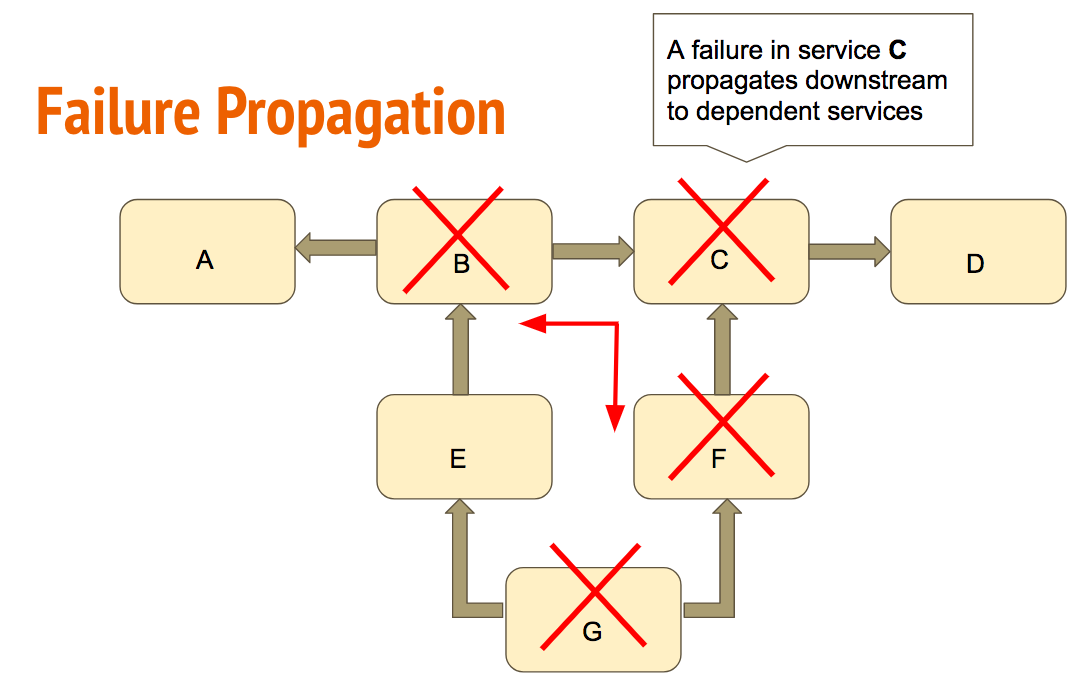 Failure Propagation
A failure in service C
propagates downstream
to dependent services
A
B
C
D
E
F
G